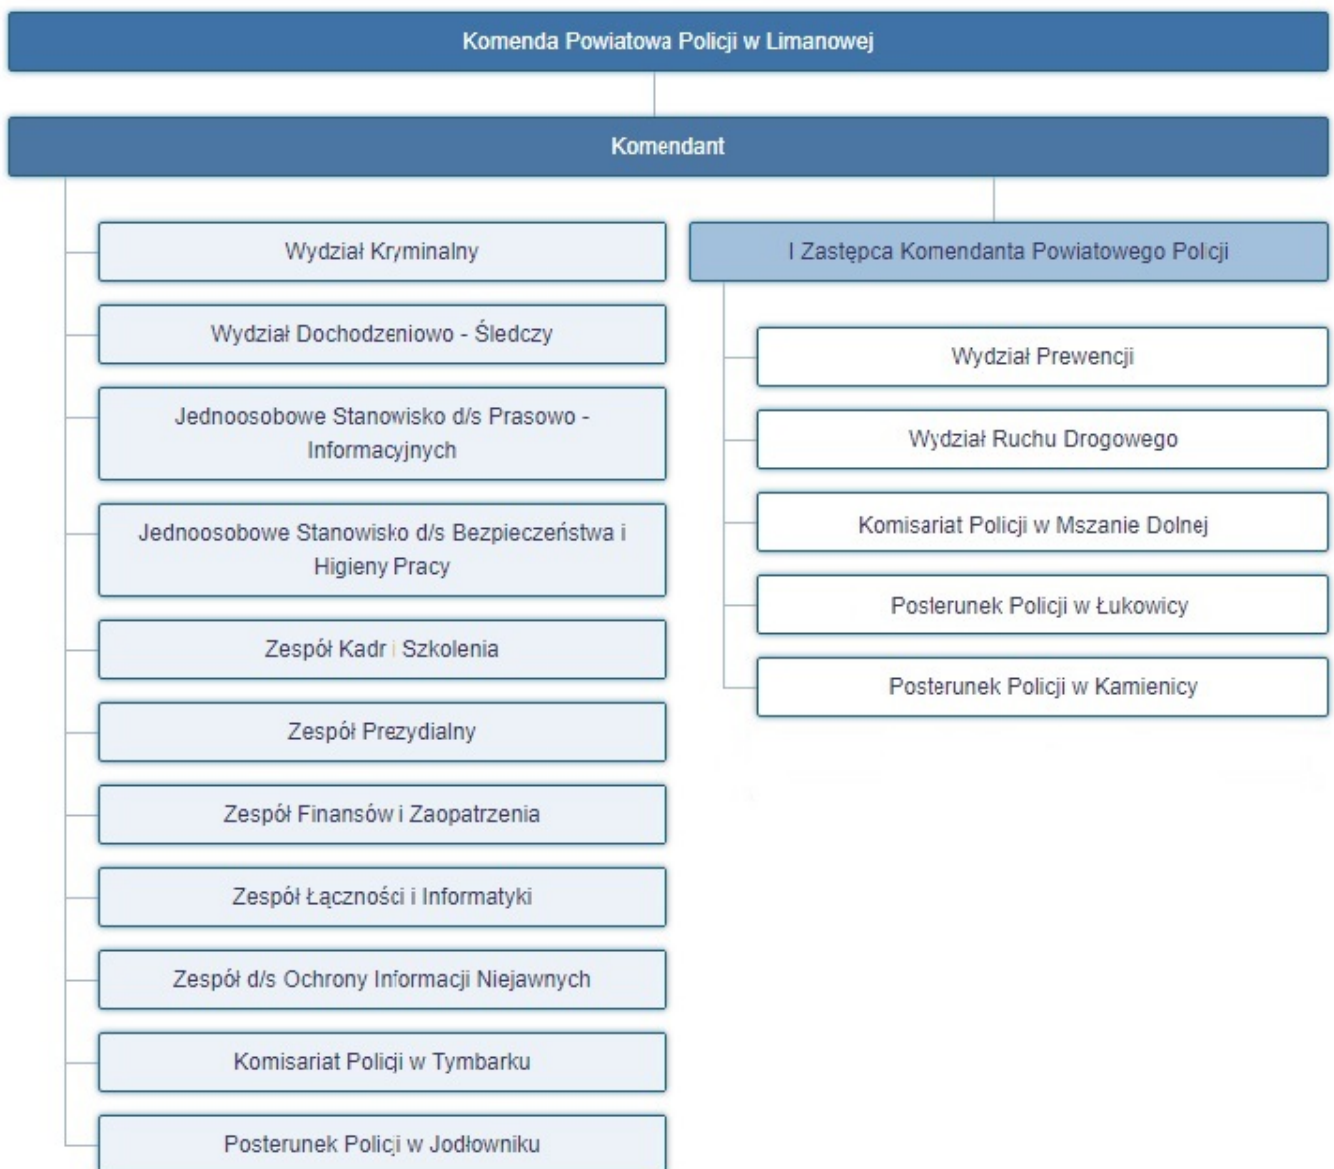 Komenda Powiatowa Policji w Limanowej
Komendant
Wydział Kryminalny
Wydział Dochodzeniowo - Śledczy
Jednoosobowe Stanowisko d/s Prasowo -
Informacyjnych
Jednoosobowe Stanowisko d/s Bezpieczeństwa i
Higieny Pracy
Zespół Kadr i Szkolenia
Zespół Prezydialny
Zespół Finansów i Zaopatrzenia
Zespół Łączności i Informatyki
Zespół d/s Ochrony Informacji Niejawnych
Komisariat Policji w Tymbarku
Posterunek Policji w Jodłowniku
I Zastępca Komendanta Powiatowego Policji
Wydział Prewencji
Wydział Ruchu Drogowego
Komisariat Policji w Mszanie Dolnej
Posterunek Policji w Łukowicy
Posterunek Policji w Kamienicy